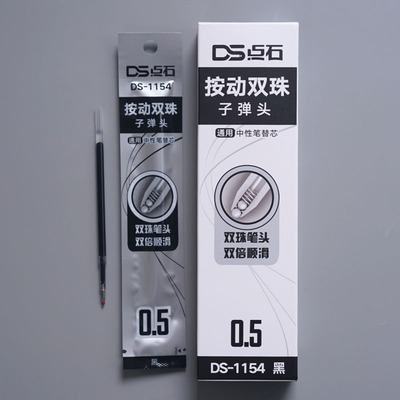 DS点石
DS-1154
按动双珠
子弹头
通用 中性笔替芯
双珠笔头
双倍顺滑
0.5
黑
DS点石
按动双珠
子弹头
通用 中性笔替芯
双珠笔头
双倍顺滑
0.5
DS-1154 黑